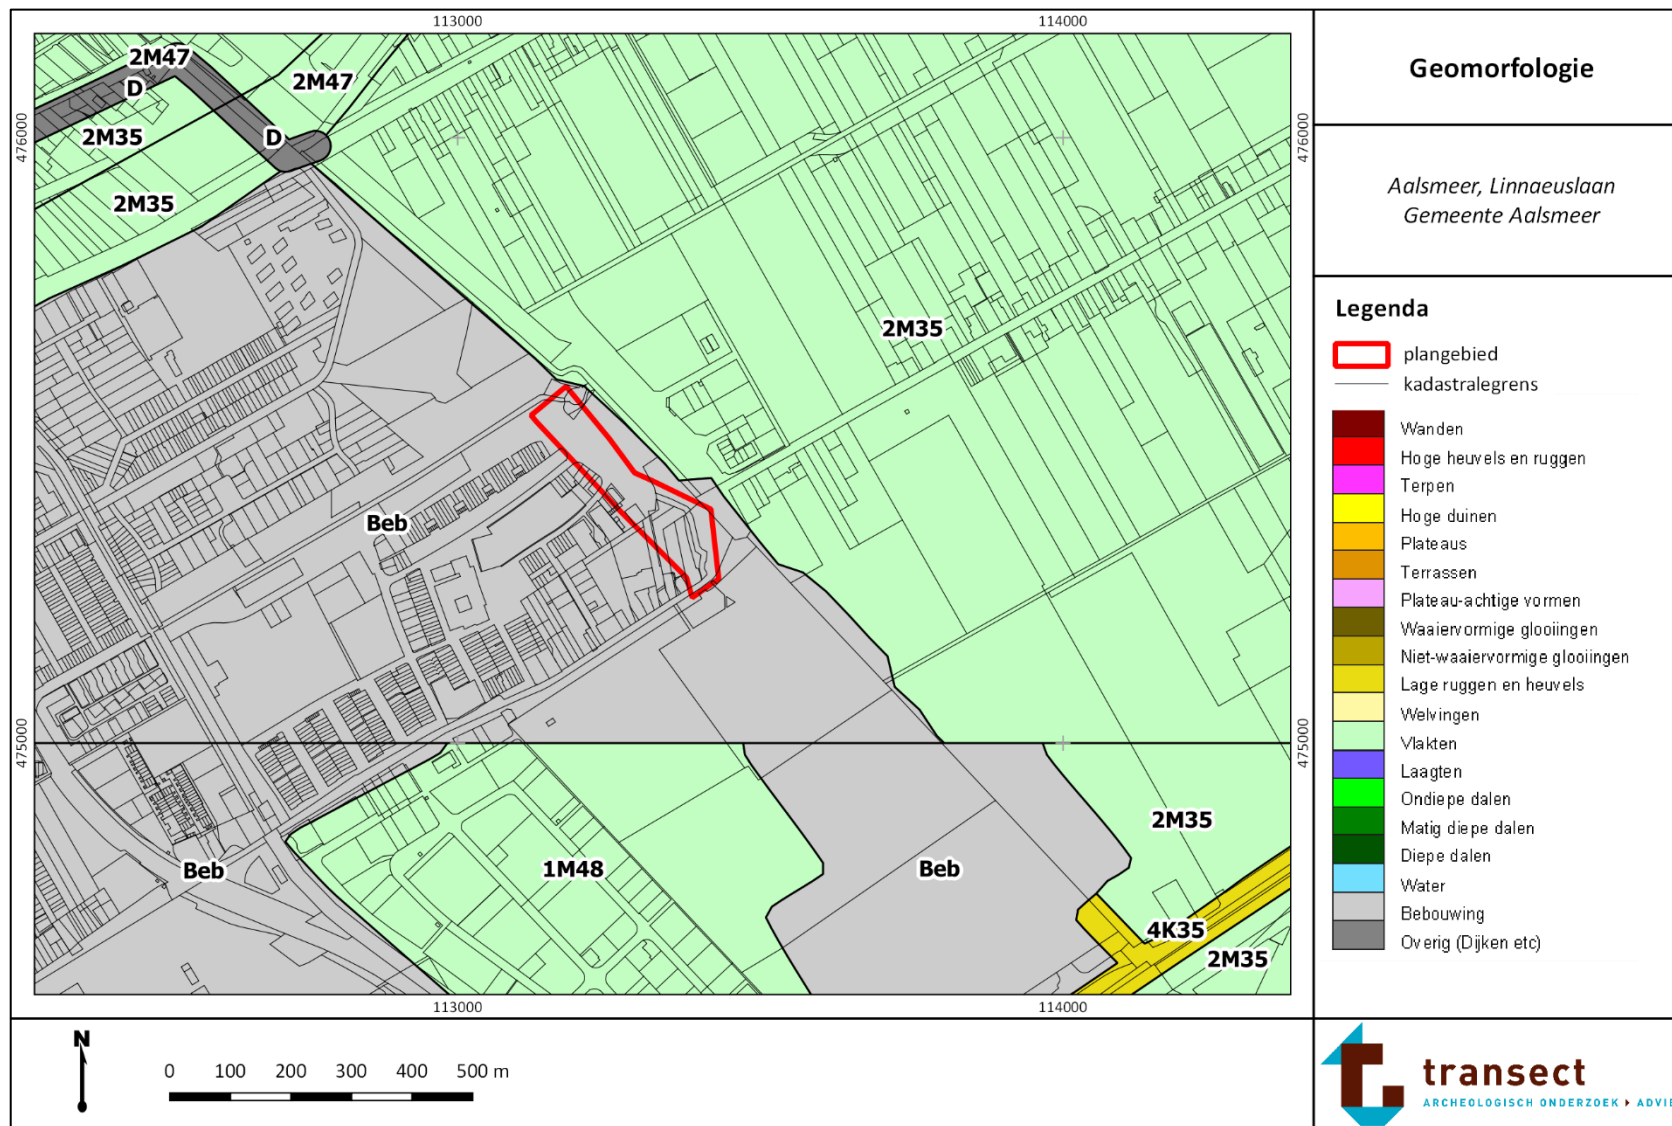 113000
114000
476000
476000
475000
475000
2M47
D
2M47
2M35
D
2M35
2M35
Beb
Beb
1M48
Beb
2M35
4K35
2M35
113000
114000
Geomorfologie
Aalsmeer, Linnaeuslaan
Gemeente Aalsmeer
Legenda
plangebied
kadastralegrens
Wanden
Hoge heuvels en ruggen
Terpen
Hoge duinen
Plateaus
Terrassen
Plateau-achtige vormen
Waaiervormige glooiingen
Niet-waaiervormige glooiingen
Lage ruggen en heuvels
Welvingen
Vlakten
Laagten
Ondiepe dalen
Matig diepe dalen
Diepe dalen
Water
Bebouwing
Overig (Dijken etc)
N
0 100 200 300 400 500 m
transect
ARCHEOLOGISCH ONDERZOEK ▸ ADVIE